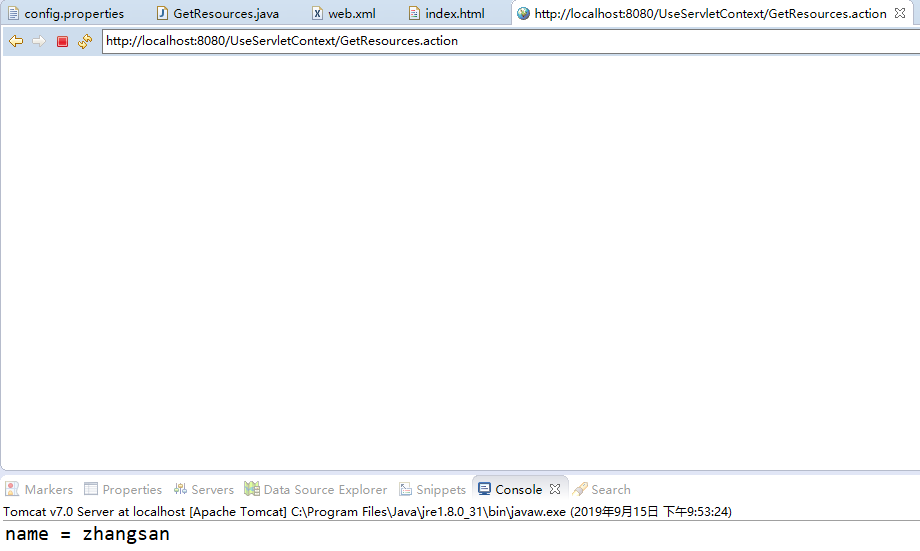 config.properties GetResources.java web.xml index.html http://localhost:8080/UseServletContext/GetResources.action
http://localhost:8080/UseServletContext/GetResources.action
Markers Properties Servers Data Source Explorer Snippets Console Search
Tomcat v7.0 Server at localhost [Apache Tomcat] C:\Program Files\Java\jre1.8.0_31\bin\javaw.exe (2019年9月15日 下午9:53:24)
name = zhangsan